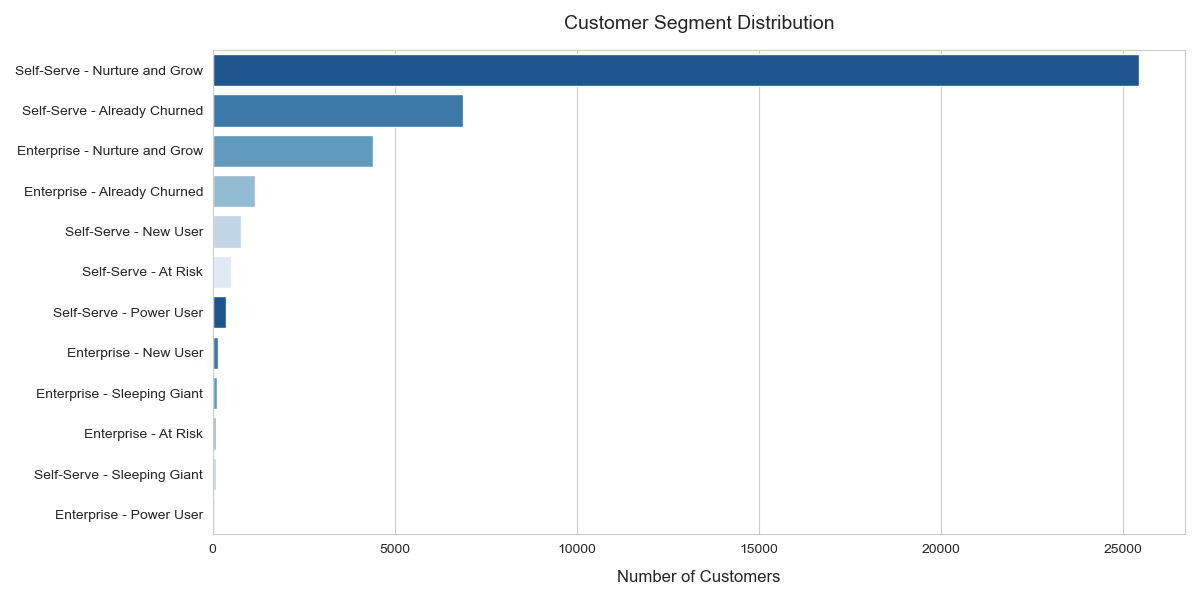 Customer Segment Distribution
Self-Serve - Nurture and Grow
Self-Serve - Already Churned
Enterprise - Nurture and Grow
Enterprise - Already Churned
Self-Serve - New User
Self-Serve - At Risk
Self-Serve - Power User
Enterprise - New User
Enterprise - Sleeping Giant
Enterprise - At Risk
Self-Serve - Sleeping Giant
Enterprise - Power User
0 5000 10000 15000 20000 25000
Number of Customers